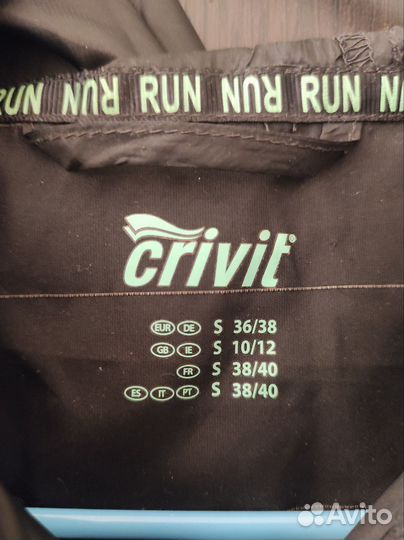 RUN RUN RUN RUN RUN
crivit®
EUR DE S 36/38
GB IE S 10/12
FR S 38/40
ES IT PT S 38/40
Avito